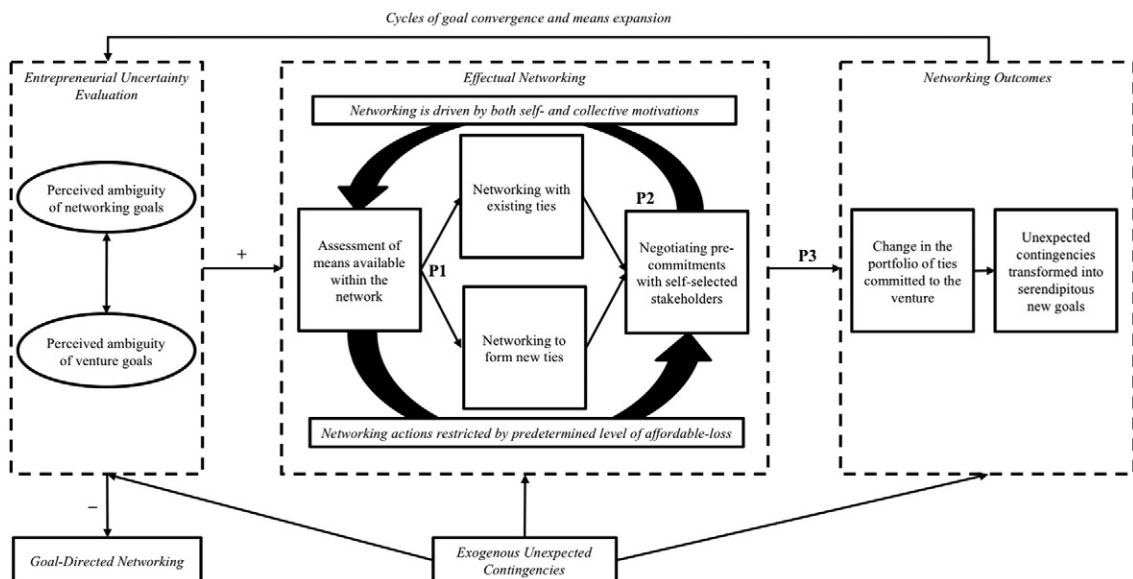 Cycles of goal convergence and means expansion
Entrepreneurial Uncertainty
Evaluation
Perceived ambiguity
of networking goals
Perceived ambiguity
of venture goals
+
Effectual Networking
Networking is driven by both self- and collective motivations
Assessment of
means available
within the
network
P1
Networking with
existing ties
Networking to
form new ties
P2
Negotiating pre-
commitments
with self-selected
stakeholders
Networking actions restricted by predetermined level of affordable-loss
P3
Networking Outcomes
Change in the
portfolio of ties
committed to the
venture
Unexpected
contingencies
transformed into
serendipitous
new goals
–
Goal-Directed Networking
Exogenous Unexpected
Contingencies